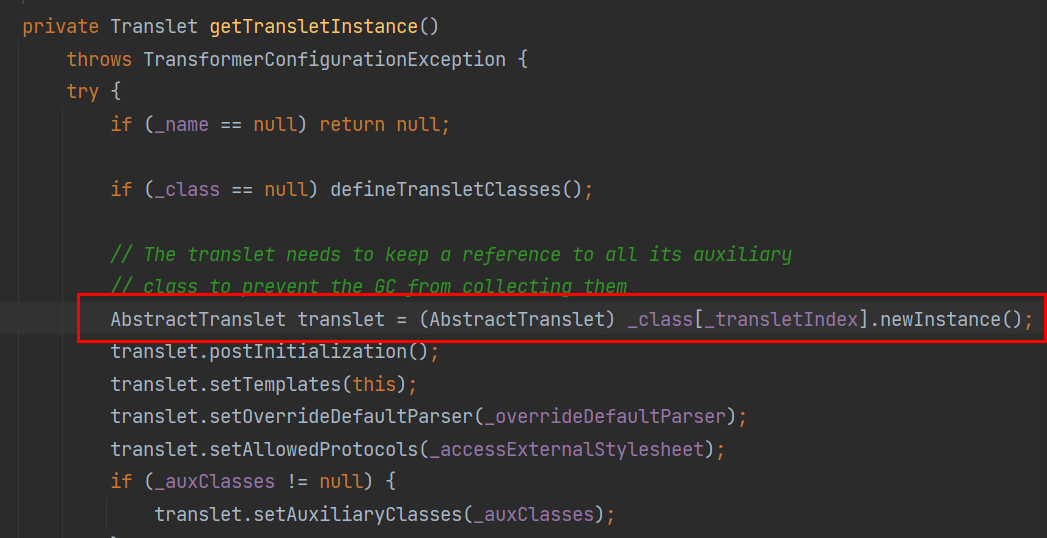 private Translet getTransletInstance()
throws TransformerConfigurationException {
try {
if (_name == null) return null;
if (_class == null) defineTransletClasses();
// The translet needs to keep a reference to all its auxiliary
// class to prevent the GC from collecting them
AbstractTranslet translet = (AbstractTranslet) _class[_transletIndex].newInstance();
translet.postInitialization();
translet.setTemplates(this);
translet.setOverrideDefaultParser(_overrideDefaultParser);
translet.setAllowedProtocols(_accessExternalStylesheet);
if (_auxClasses != null) {
translet.setAuxiliaryClasses(_auxClasses);